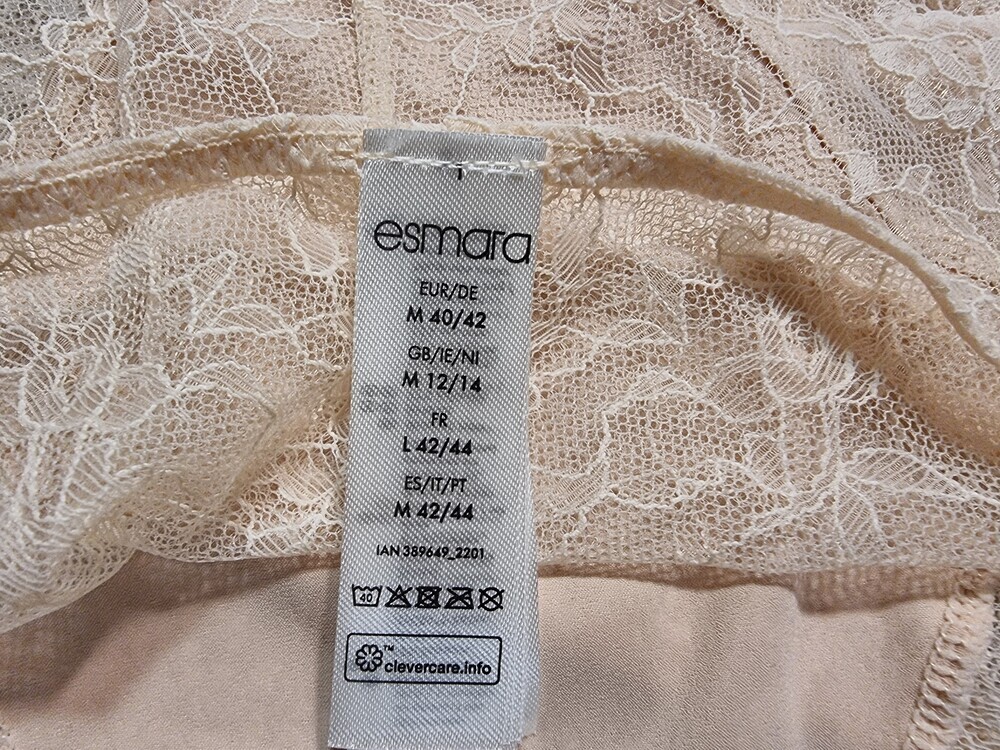 esmara
EUR/DE
M 40/42
GB/IE/NI
M 12/14
FR
L 42/44
ES/IT/PT
M 42/44
IAN 389649_2201
40
™
clevercare.info